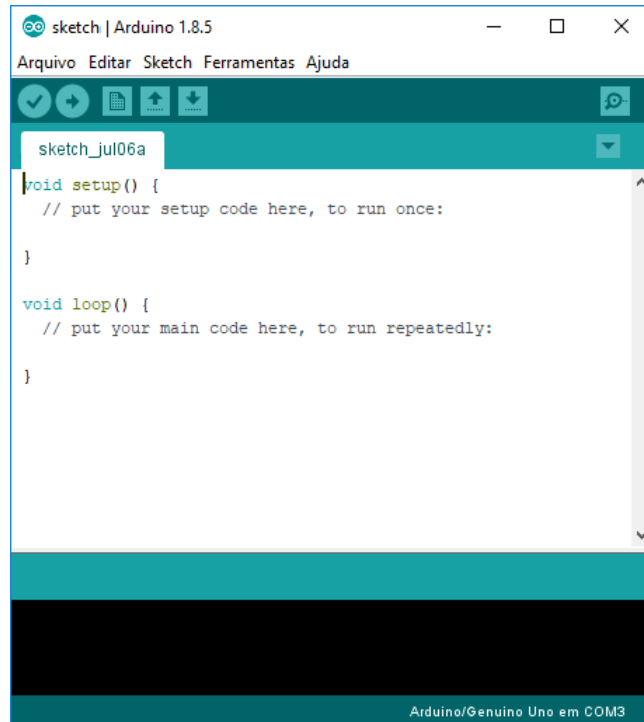 sketch | Arduino 1.8.5
Arquivo Editar Sketch Ferramentas Ajuda
sketch_jul06a
void setup() {
  // put your setup code here, to run once:
}
void loop() {
  // put your main code here, to run repeatedly:
}
Arduino/Genuino Uno em COM3